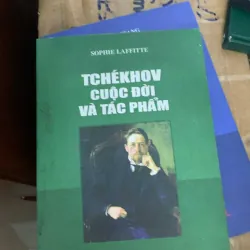 SOPHIE LAFFITTE
TCHÉKHOV
CUỘC ĐỜI
VÀ TÁC PHẨM